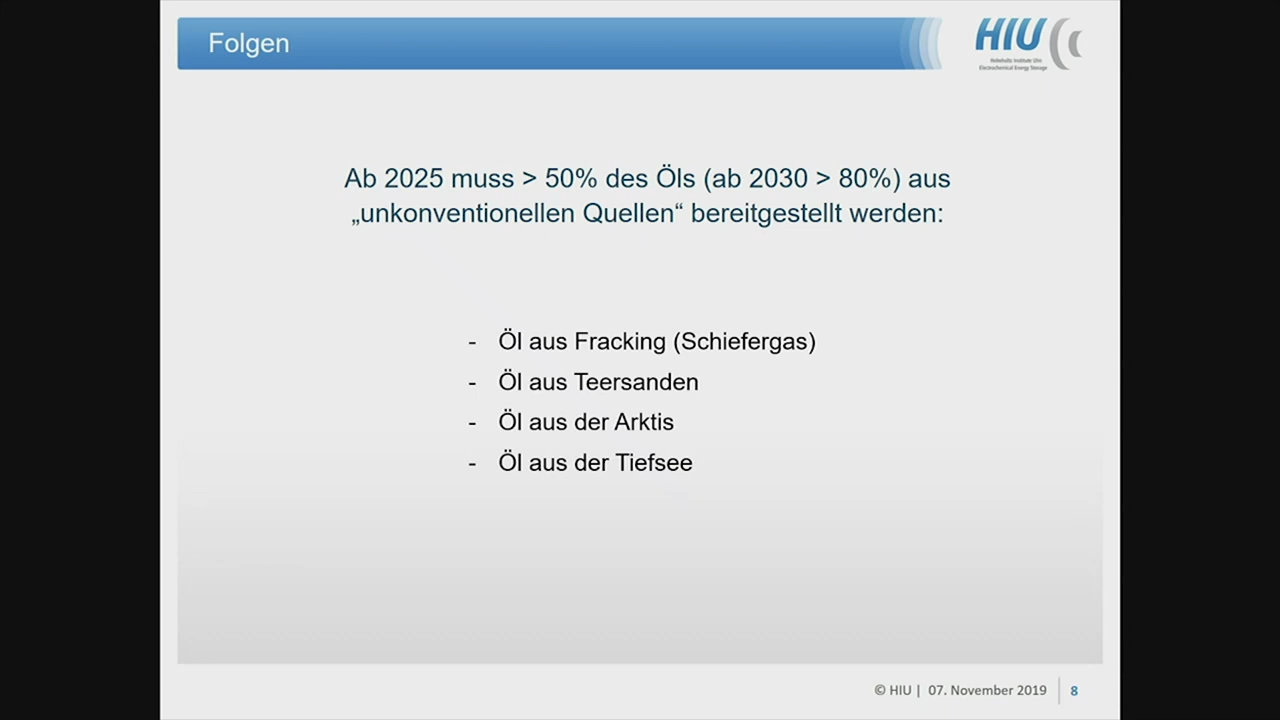 Folgen
HIU
Helmholtz Institute Ulm
Electrochemical Energy Storage
Ab 2025 muss > 50% des Öls (ab 2030 > 80%) aus
„unkonventionellen Quellen“ bereitgestellt werden:
- Öl aus Fracking (Schiefergas)
- Öl aus Teersanden
- Öl aus der Arktis
- Öl aus der Tiefsee
© HIU | 07. November 2019 8